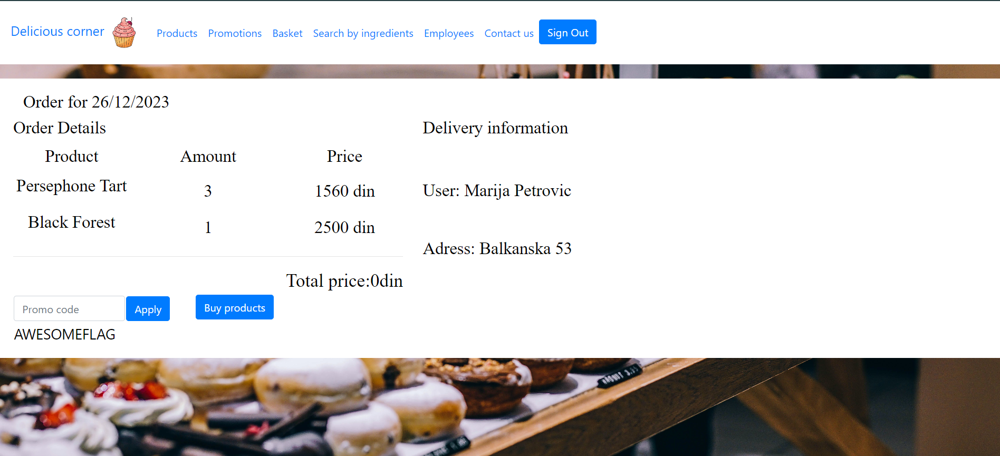 Delicious corner
Products Promotions Basket Search by ingredients Employees Contact us Sign Out
Order for 26/12/2023
Order Details
Product Amount Price
Persephone Tart 3 1560 din
Black Forest 1 2500 din
Total price:0din
Promo code Apply Buy products
AWESOMEFLAG
Delivery information
User: Marija Petrovic
Adress: Balkanska 53